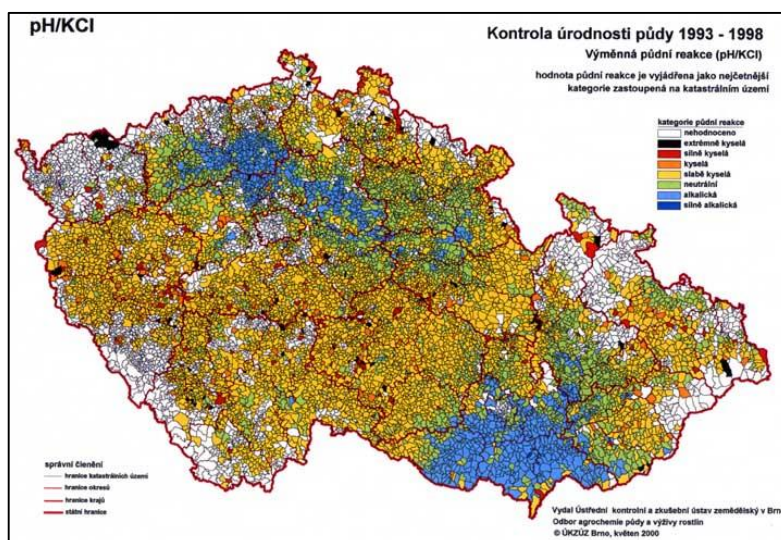 pH/KCl
Kontrola úrodnosti půdy 1993 - 1998
Výměnná půdní reakce (pH/KCl)
hodnota půdní reakce je vyjádřena jako nejčetnější
kategorie zastoupená na katastrálním území
kategorie půdní reakce
nehodnoceno
extrémně kyselá
silně kyselá
kyselá
slabě kyselá
neutrální
alkalická
silně alkalická
správní členění
hranice katastrálních území
hranice okresů
hranice krajů
státní hranice
Vydal Ústřední kontrolní a zkušební ústav zemědělský v Brn
Odbor agrochemie půdy a výživy rostlin
© ÚKZÚZ Brno, květen 2000